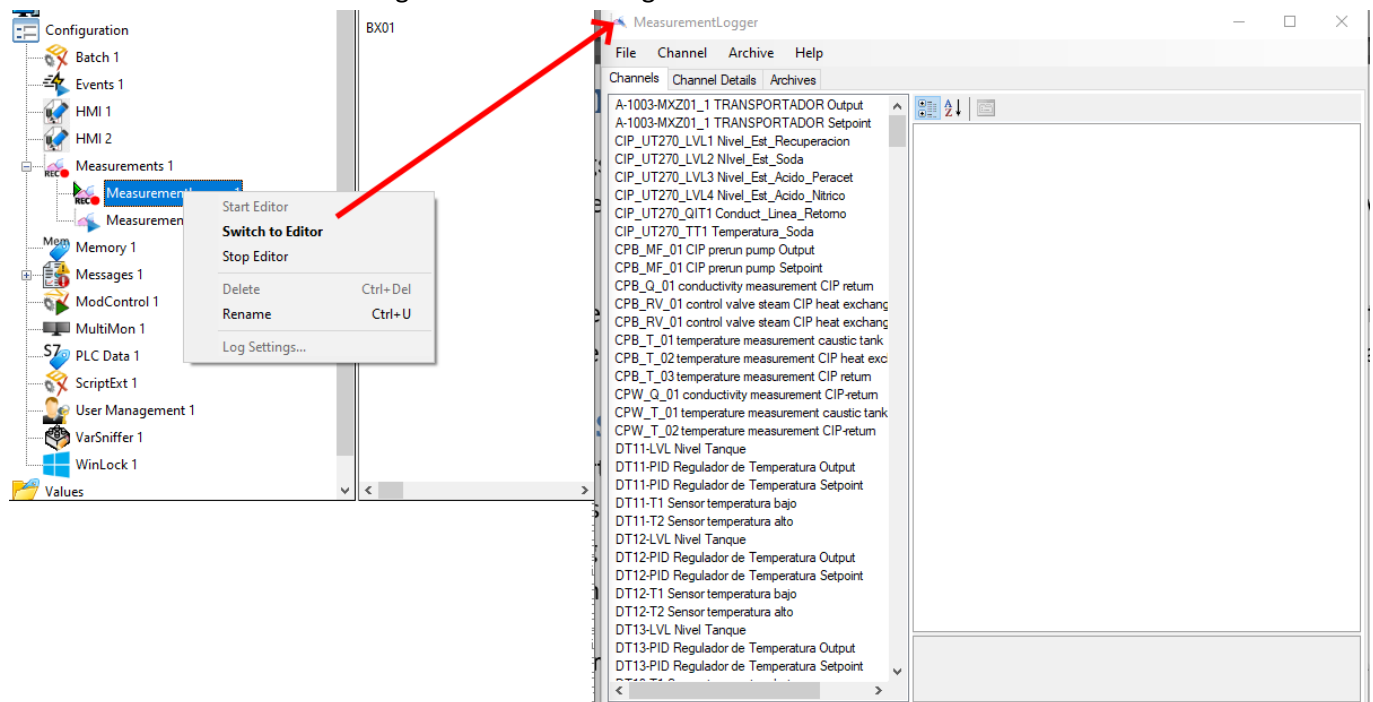 Configuration
Batch 1
Events 1
HMI 1
HMI 2
REC
Measurements 1
REC
Measurement
Measuremen
Mem
Memory 1
Messages 1
ModControl 1
MultiMon 1
S7
PLC Data 1
ScriptExt 1
User Management 1
VarSniffer 1
WinLock 1
Values
BX01
Start Editor
Switch to Editor
Stop Editor
Delete Ctrl+Del
Rename Ctrl+U
Log Settings...
MeasurementLogger
File Channel Archive Help
Channels Channel Details Archives
A-1003-MXZ01_1 TRANSPORTADOR Output
A-1003-MXZ01_1 TRANSPORTADOR Setpoint
CIP_UT270_LVL1 Nivel_Est_Recuperacion
CIP_UT270_LVL2 NIvel_Est_Soda
CIP_UT270_LVL3 Nivel_Est_Acido_Peracet
CIP_UT270_LVL4 Nivel_Est_Acido_Nitrico
CIP_UT270_QIT1 Conduct_Linea_Retorno
CIP_UT270_TT1 Temperatura_Soda
CPB_MF_01 CIP prerun pump Output
CPB_MF_01 CIP prerun pump Setpoint
CPB_Q_01 conductivity measurement CIP return
CPB_RV_01 control valve steam CIP heat exchang
CPB_RV_01 control valve steam CIP heat exchang
CPB_T_01 temperature measurement caustic tank
CPB_T_02 temperature measurement CIP heat excl
CPB_T_03 temperature measurement CIP return
CPW_Q_01 conductivity measurement CIP-return
CPW_T_01 temperature measurement caustic tank
CPW_T_02 temperature measurement CIP-return
DT11-LVL Nivel Tanque
DT11-PID Regulador de Temperatura Output
DT11-PID Regulador de Temperatura Setpoint
DT11-T1 Sensor temperatura bajo
DT11-T2 Sensor temperatura alto
DT12-LVL Nivel Tanque
DT12-PID Regulador de Temperatura Output
DT12-PID Regulador de Temperatura Setpoint
DT12-T1 Sensor temperatura bajo
DT12-T2 Sensor temperatura alto
DT13-LVL Nivel Tanque
DT13-PID Regulador de Temperatura Output
DT13-PID Regulador de Temperatura Setpoint